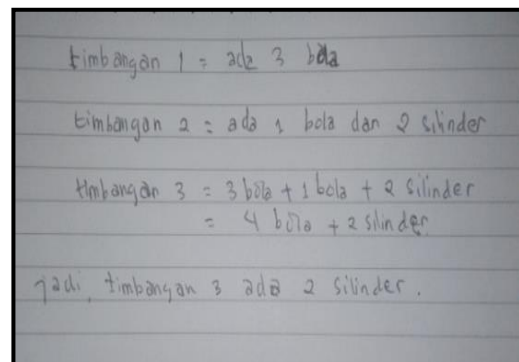 timbangan 1 = ada 3 bola
timbangan 2 = ada 1 bola dan 2 silinder
timbangan 3 = 3 bola + 1 bola + 2 silinder
= 4 bola + 2 silinder.
Jadi, timbangan 3 ada 2 silinder.